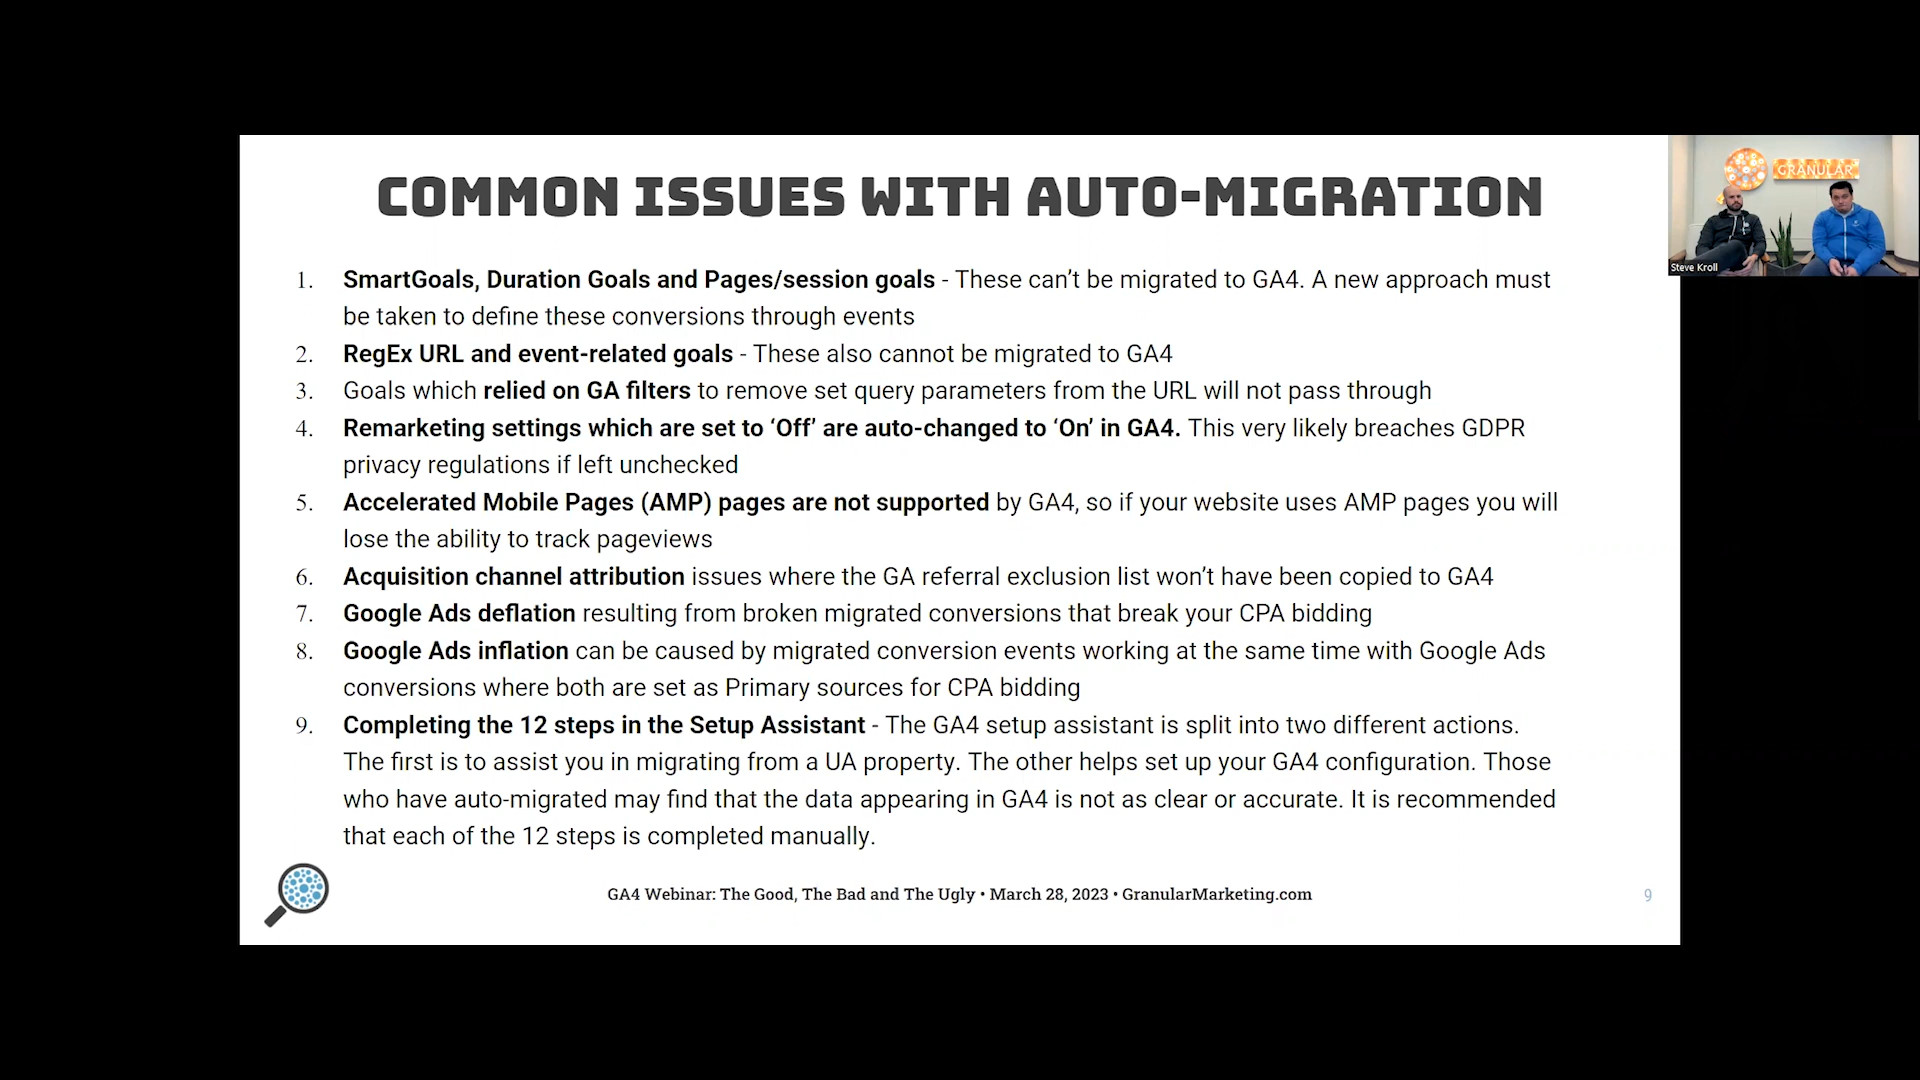 COMMON ISSUES WITH AUTO-MIGRATION
GRANULAR
Steve Kroll
1. SmartGoals, Duration Goals and Pages/session goals - These can’t be migrated to GA4. A new approach must
be taken to define these conversions through events
2. RegEx URL and event-related goals - These also cannot be migrated to GA4
3. Goals which relied on GA filters to remove set query parameters from the URL will not pass through
4. Remarketing settings which are set to ‘Off’ are auto-changed to ‘On’ in GA4. This very likely breaches GDPR
privacy regulations if left unchecked
5. Accelerated Mobile Pages (AMP) pages are not supported by GA4, so if your website uses AMP pages you will
lose the ability to track pageviews
6. Acquisition channel attribution issues where the GA referral exclusion list won’t have been copied to GA4
7. Google Ads deflation resulting from broken migrated conversions that break your CPA bidding
8. Google Ads inflation can be caused by migrated conversion events working at the same time with Google Ads
conversions where both are set as Primary sources for CPA bidding
9. Completing the 12 steps in the Setup Assistant - The GA4 setup assistant is split into two different actions.
The first is to assist you in migrating from a UA property. The other helps set up your GA4 configuration. Those
who have auto-migrated may find that the data appearing in GA4 is not as clear or accurate. It is recommended
that each of the 12 steps is completed manually.
GA4 Webinar: The Good, The Bad and The Ugly • March 28, 2023 • GranularMarketing.com
9